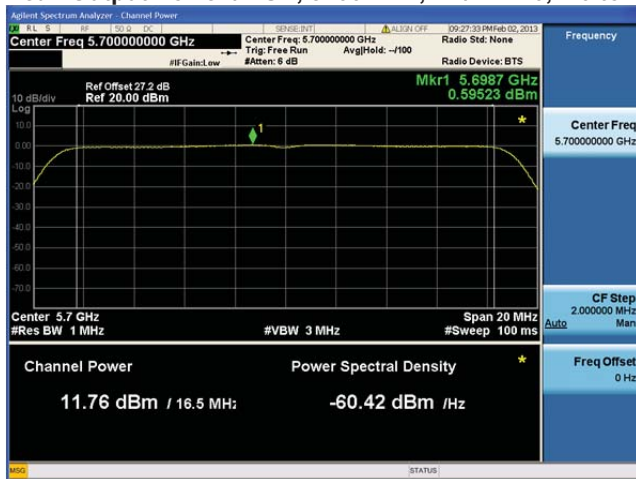 Agilent Spectrum Analyzer - Channel Power
RL S RF 50 Ω DC SENSE:INT ALIGN OFF 09:27:33 PM Feb 02, 2013
Center Freq 5.700000000 GHz
Center Freq: 5.700000000 GHz
Radio Std: None
Trig: Free Run Avg|Hold: --/100
#IFGain:Low #Atten: 6 dB Radio Device: BTS
Ref Offset 27.2 dB
10 dB/div Ref 20.00 dBm
Mkr1 5.6987 GHz
0.59523 dBm
Log
10.0
0.00
-10.0
-20.0
-30.0
-40.0
-50.0
-60.0
-70.0
1
*
Center 5.7 GHz Span 20 MHz
#Res BW 1 MHz #VBW 3 MHz #Sweep 100 ms
Channel Power Power Spectral Density *
11.76 dBm / 16.5 MHz -60.42 dBm /Hz
MSG STATUS
Frequency
Center Freq
5.700000000 GHz
CF Step
2.000000 MHz
Auto Man
Freq Offset
0 Hz